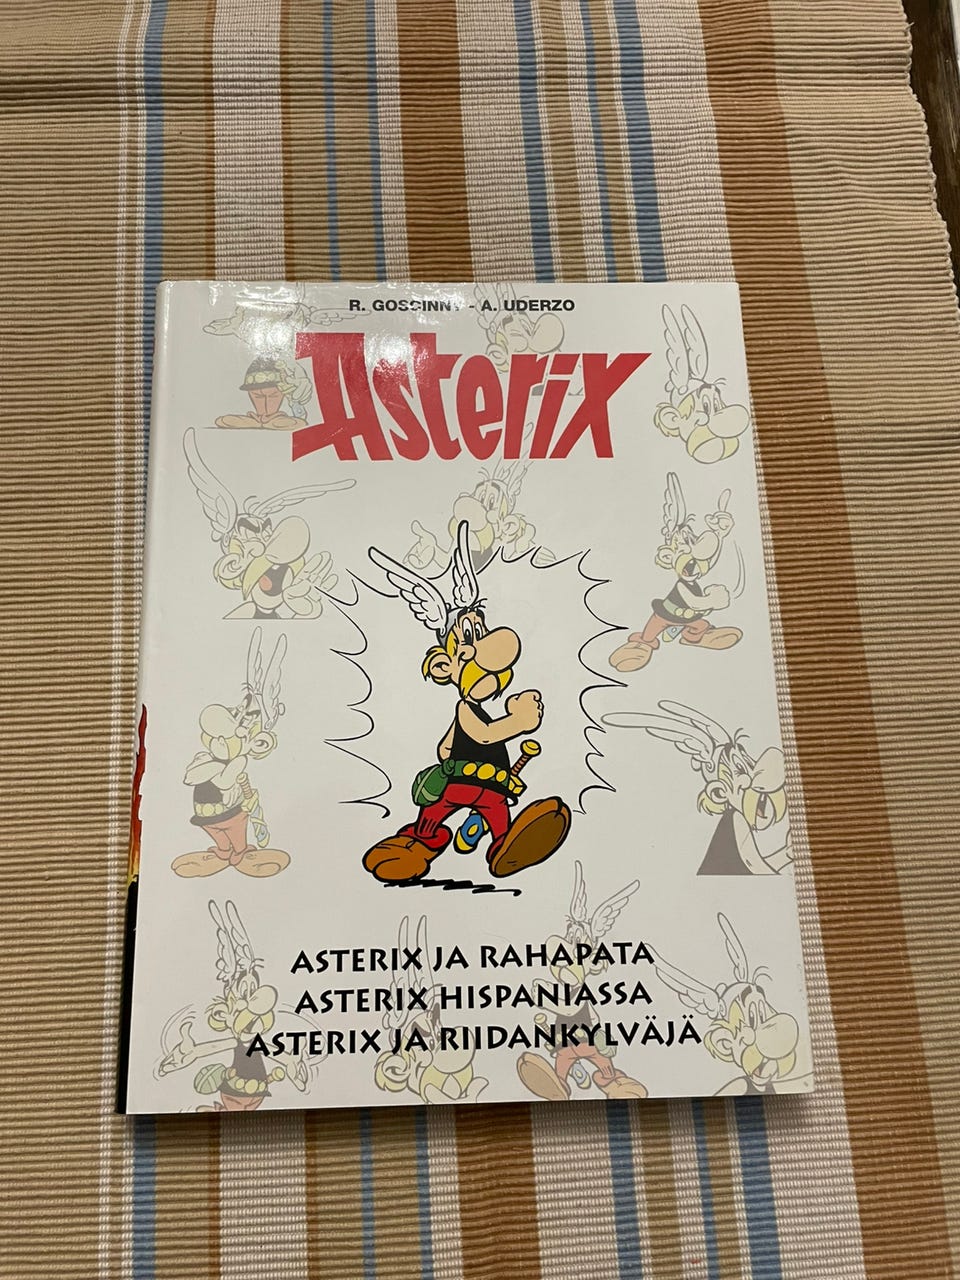 R. GOSCINNY - A. UDERZO
Asterix
ASTERIX JA RAHAPATA
ASTERIX HISPANIASSA
ASTERIX JA RIIDANKYLVÄJÄ